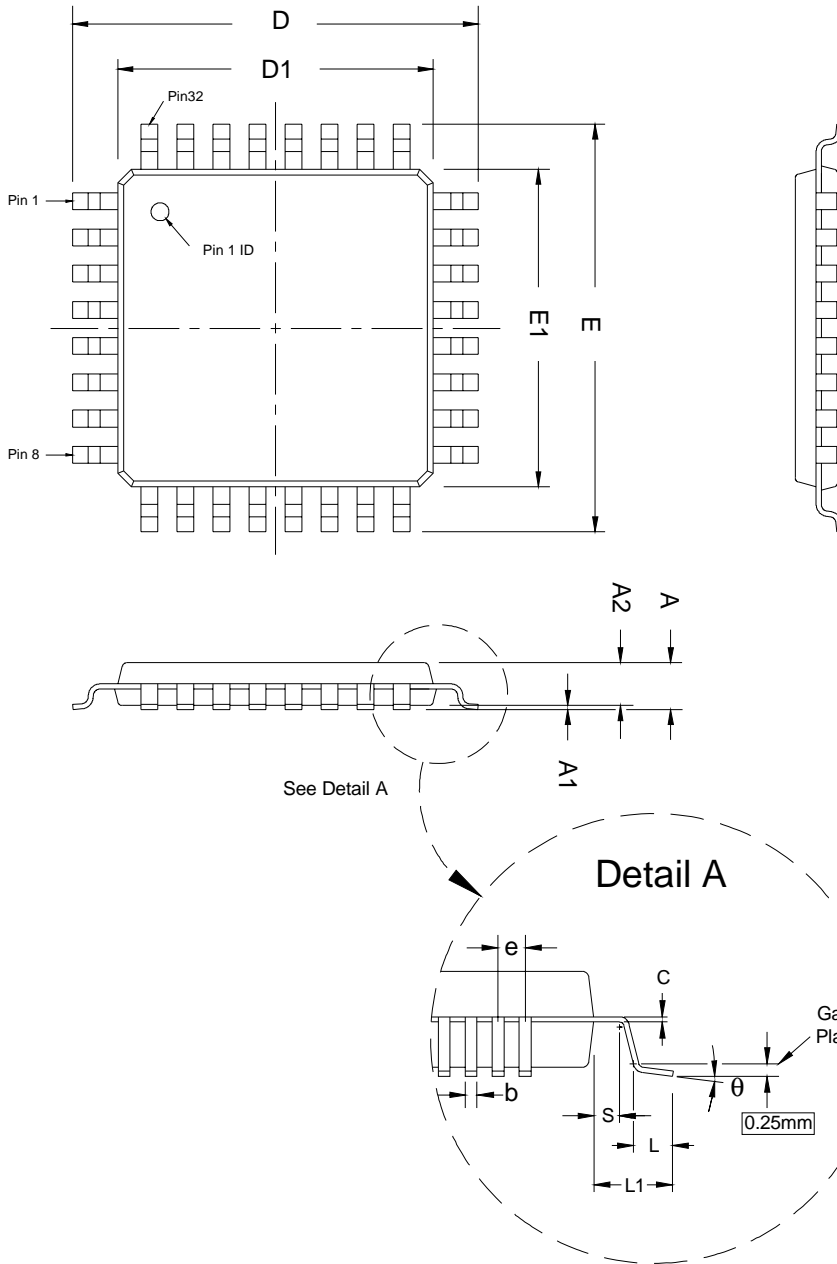 D
D1
Pin32
Pin 1
Pin 1 ID
E1
E
Pin 8
A2
A
A1
See Detail A
Detail A
e
C
b
θ
S
0.25mm
L
L1